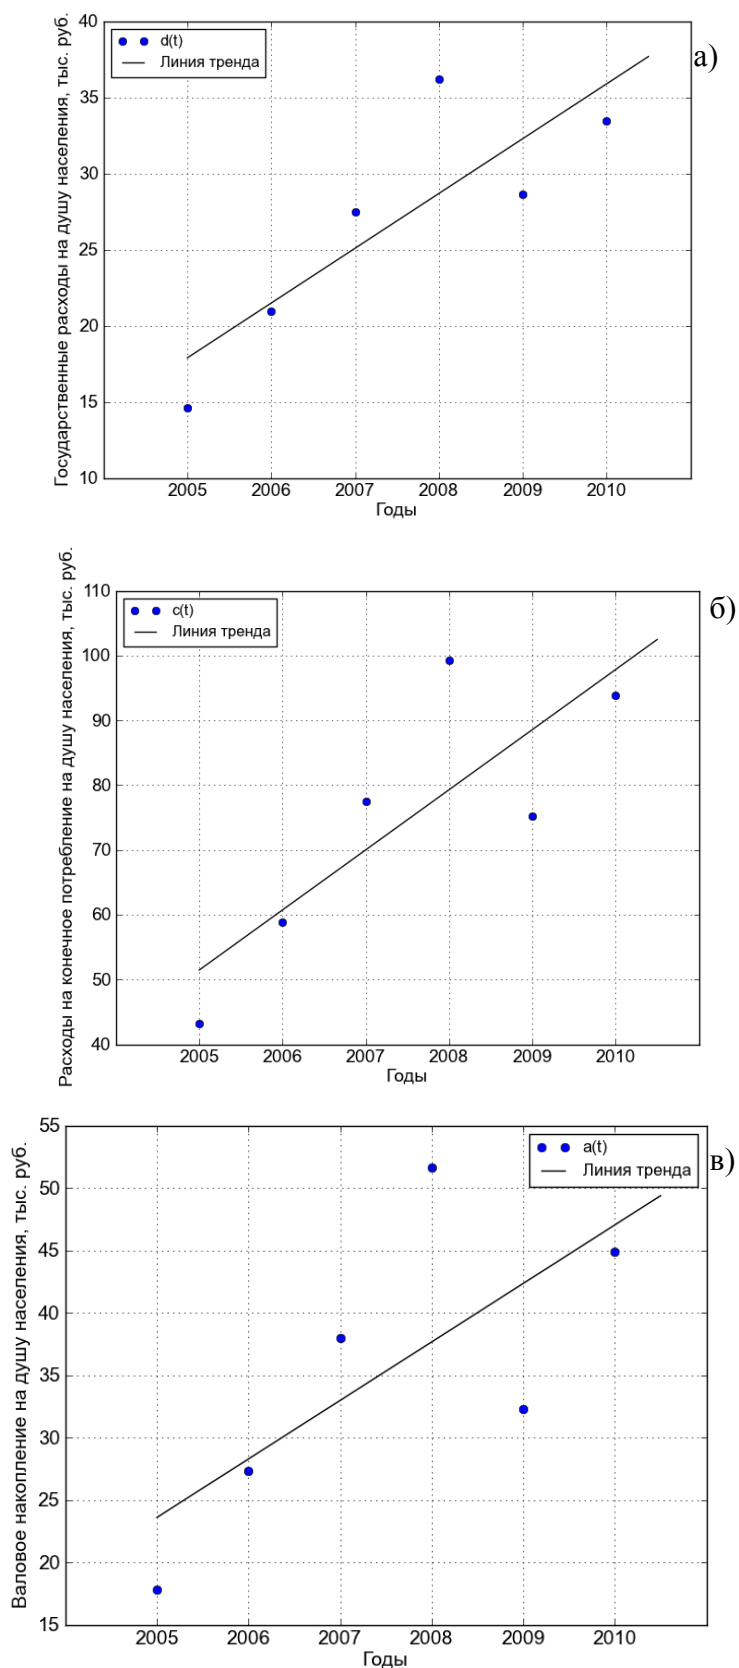 40
35
30
25
20
15
10
Государственные расходы на душу населения, тыс. руб.
d(t)
Линия тренда
а)
2005 2006 2007 2008 2009 2010
Годы
110
100
90
80
70
60
50
40
Расходы на конечное потребление на душу населения, тыс. руб.
c(t)
Линия тренда
б)
2005 2006 2007 2008 2009 2010
Годы
55
50
45
40
35
30
25
20
15
Валовое накопление на душу населения, тыс. руб.
a(t)
Линия тренда
в)
2005 2006 2007 2008 2009 2010
Годы